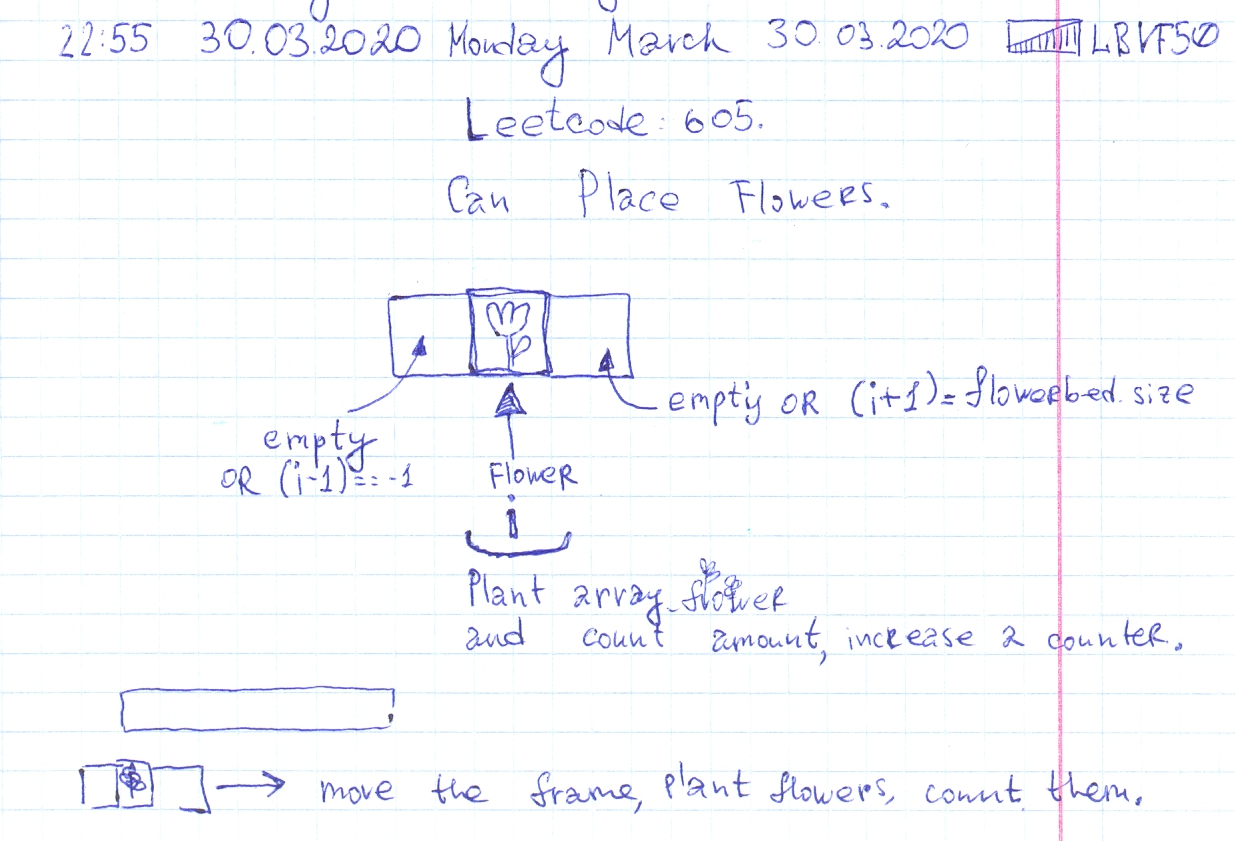 22:55 30.03.2020 Monday March 30.03.2020 LBVF50
Leetcode: 605.
Can Place Flowers.
empty OR (i+1)= flowerbed.size
empty
OR (i-1)==-1
Flower
i
Plant array flower
and count amount, increase a counter.
move the frame, plant flowers, count them.